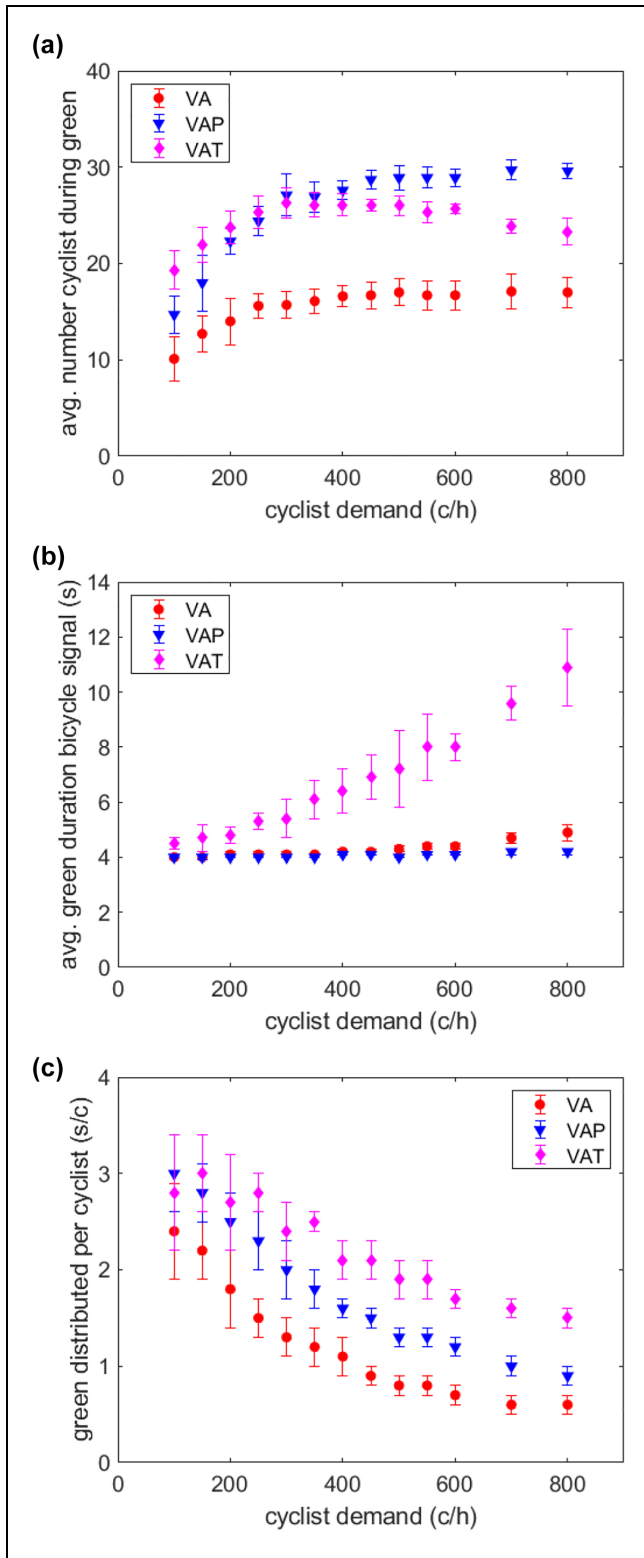 (a)
avg. number cyclist during green
40
30
20
10
0
VA
VAP
VAT
0 200 400 600 800
cyclist demand (c/h)
(b)
avg. green duration bicycle signal (s)
14
12
10
8
6
4
2
0
VA
VAP
VAT
0 200 400 600 800
cyclist demand (c/h)
(c)
green distributed per cyclist (s/c)
4
3
2
1
0
VA
VAP
VAT
0 200 400 600 800
cyclist demand (c/h)